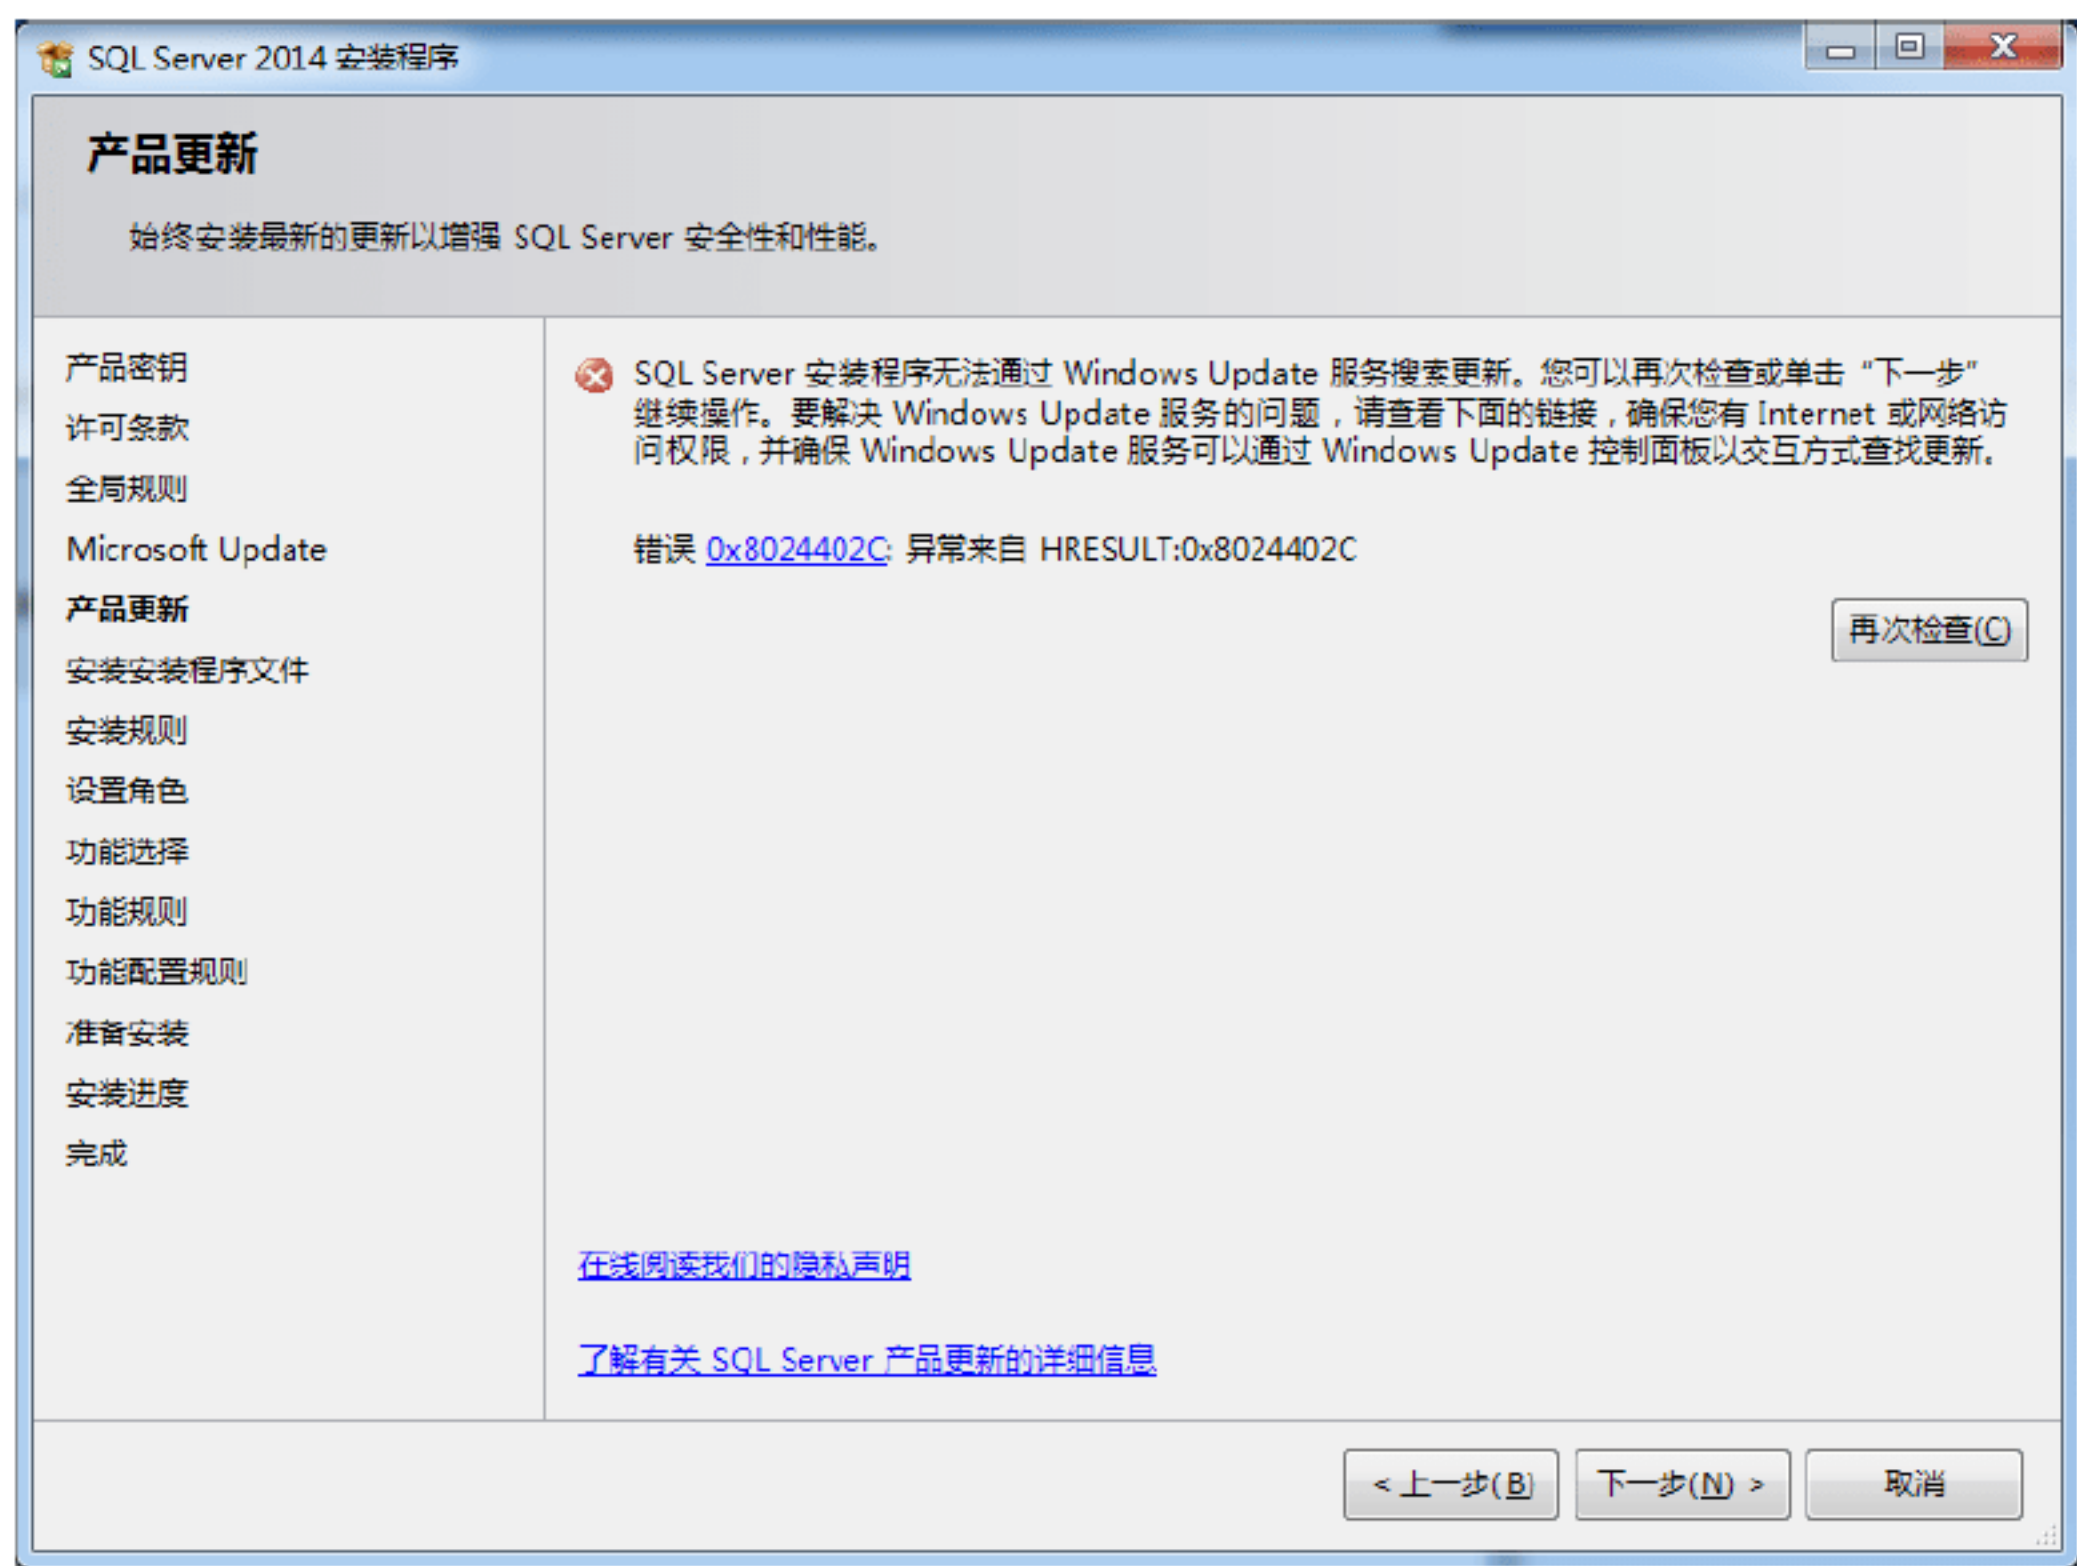 SQL Server 2014 安装程序
产品更新
始终安装最新的更新以增强 SQL Server 安全性和性能。
产品密钥
许可条款
全局规则
Microsoft Update
产品更新
安装安装程序文件
安装规则
设置角色
功能选择
功能规则
功能配置规则
准备安装
安装进度
完成
SQL Server 安装程序无法通过 Windows Update 服务搜索更新。您可以再次检查或单击“下一步”
继续操作。要解决 Windows Update 服务的问题，请查看下面的链接，确保您有 Internet 或网络访
问权限，并确保 Windows Update 服务可以通过 Windows Update 控制面板以交互方式查找更新。
错误 0x8024402C: 异常来自 HRESULT:0x8024402C
再次检查(C)
在线阅读我们的隐私声明
了解有关 SQL Server 产品更新的详细信息
< 上一步(B)
下一步(N) >
取消